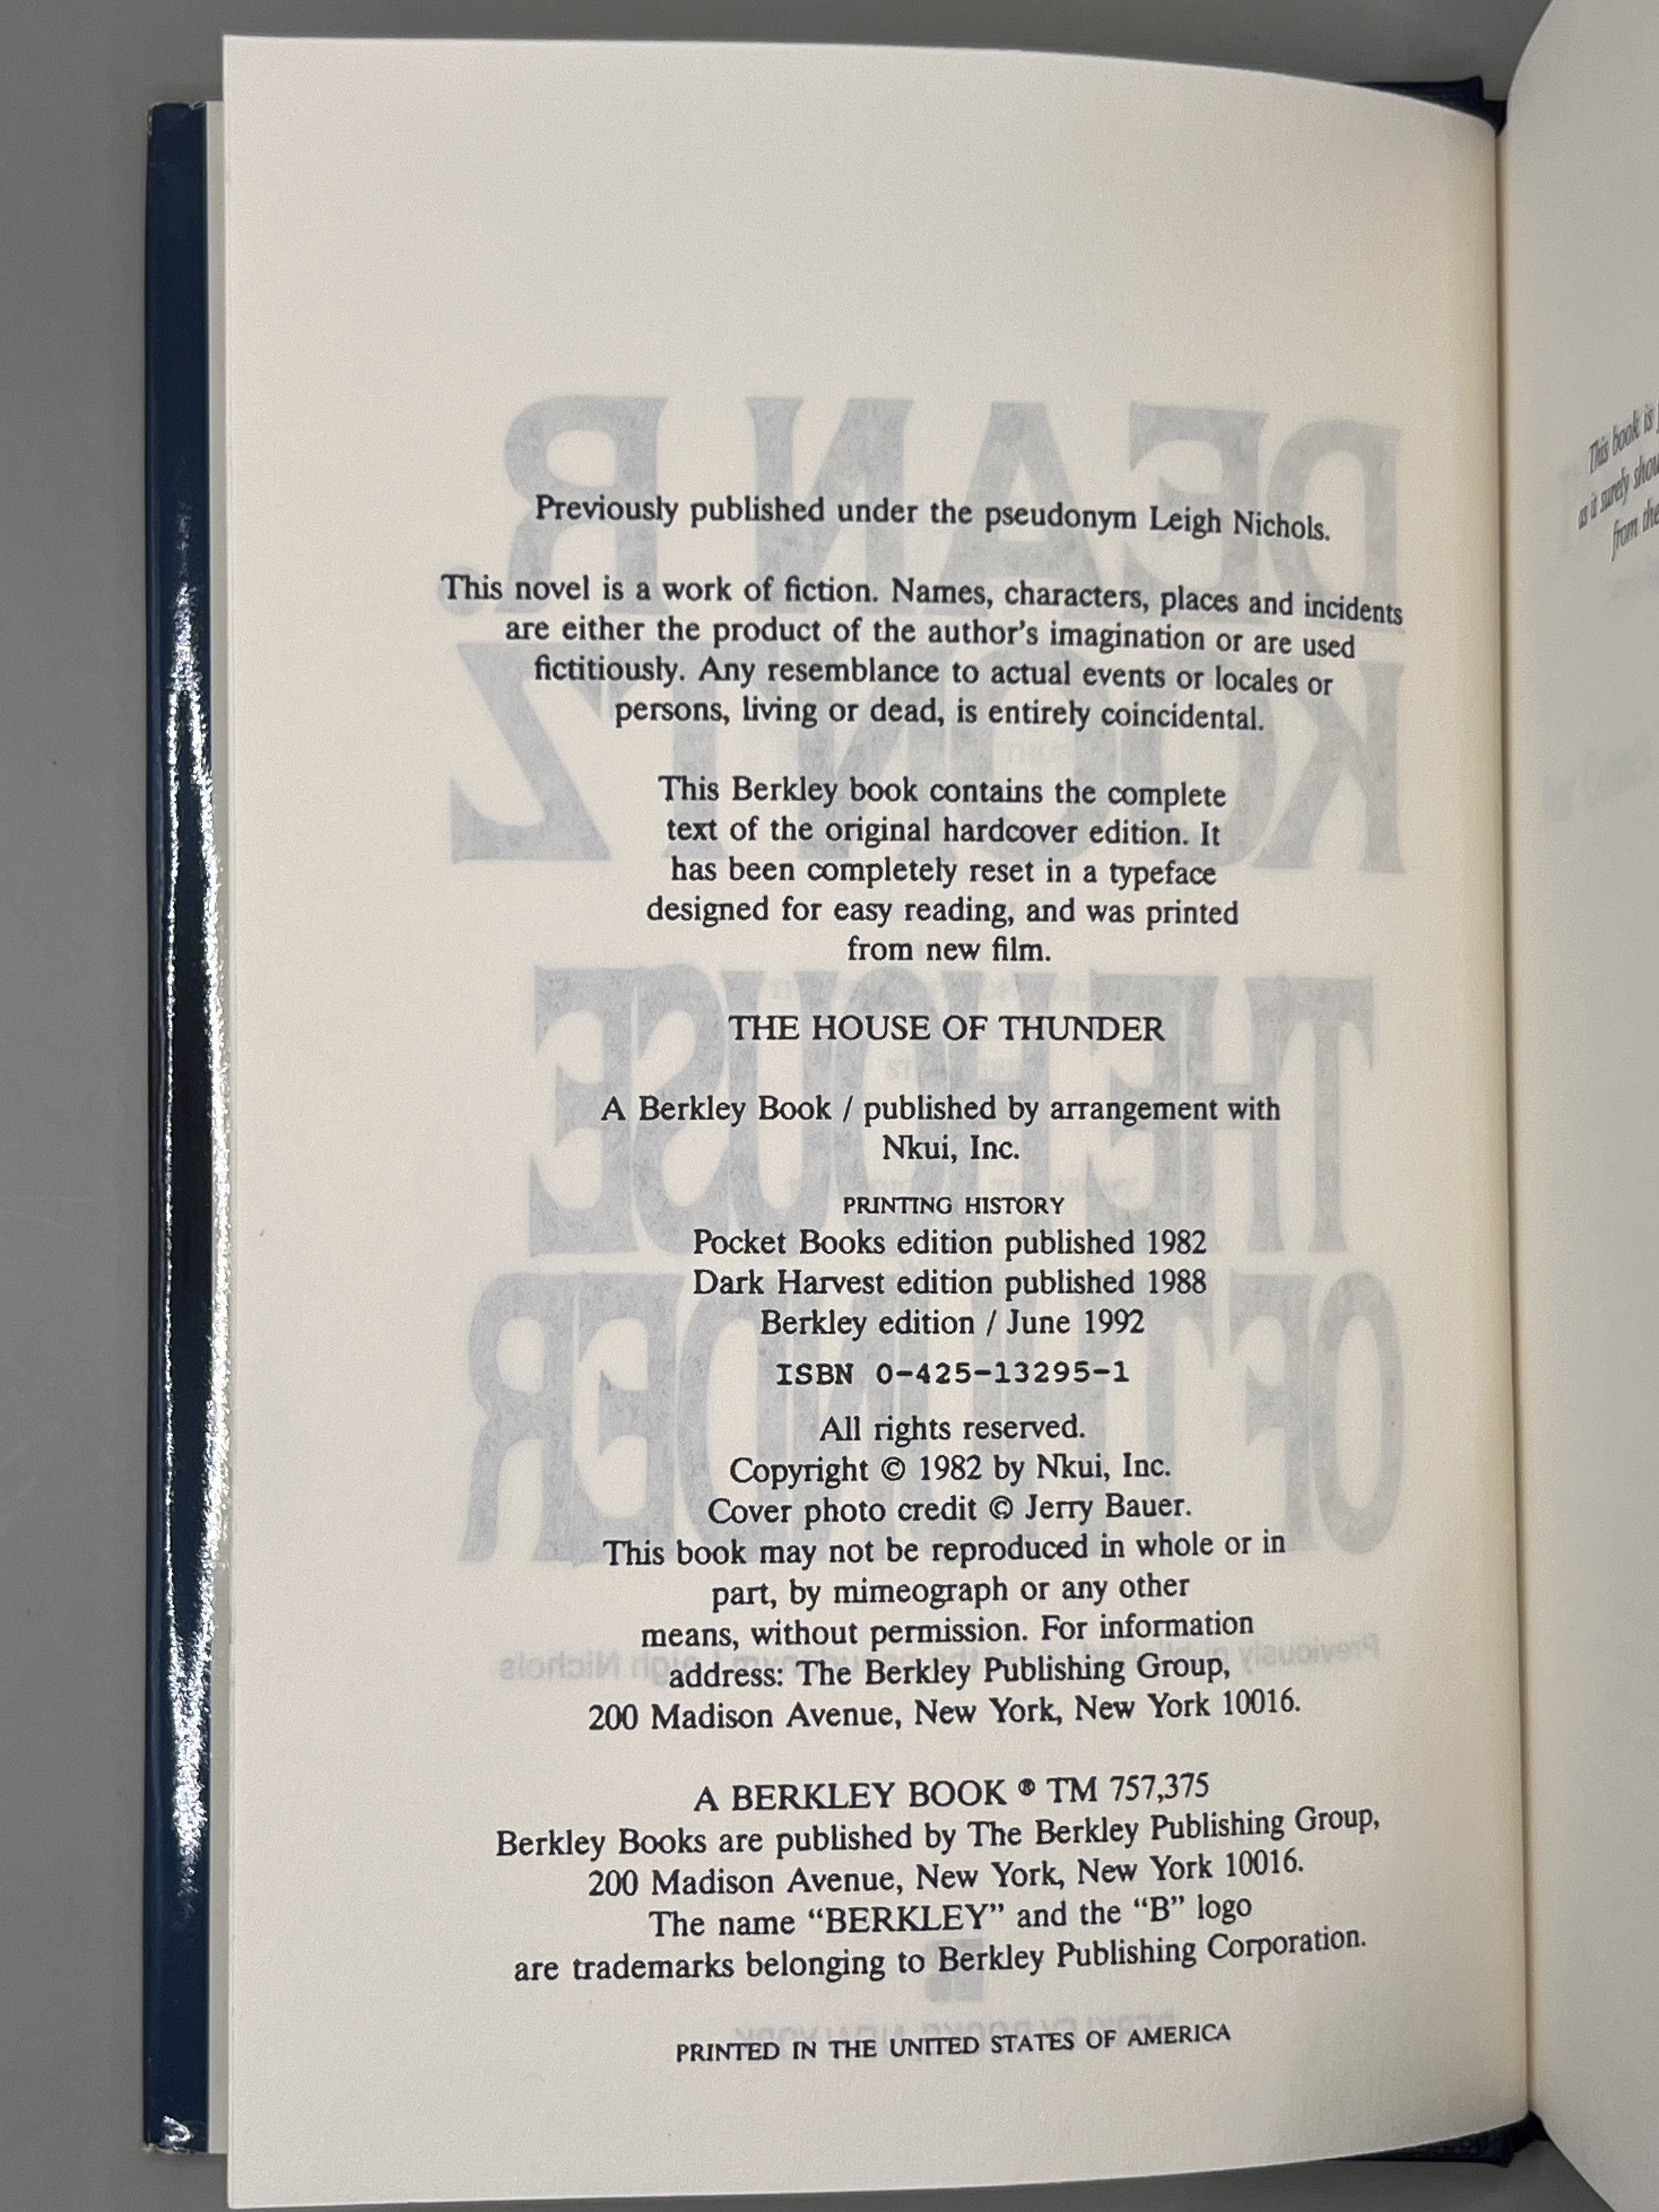 Previously published under the pseudonym Leigh Nichols.
This novel is a work of fiction. Names, characters, places and incidents
are either the product of the author's imagination or are used
fictitiously. Any resemblance to actual events or locales or
persons, living or dead, is entirely coincidental.
This Berkley book contains the complete
text of the original hardcover edition. It
has been completely reset in a typeface
designed for easy reading, and was printed
from new film.
THE HOUSE OF THUNDER
A Berkley Book / published by arrangement with
Nkui, Inc.
PRINTING HISTORY
Pocket Books edition published 1982
Dark Harvest edition published 1988
Berkley edition / June 1992
ISBN 0-425-13295-1
All rights reserved.
Copyright © 1982 by Nkui, Inc.
Cover photo credit © Jerry Bauer.
This book may not be reproduced in whole or in
part, by mimeograph or any other
means, without permission. For information
address: The Berkley Publishing Group,
200 Madison Avenue, New York, New York 10016.
A BERKLEY BOOK ® TM 757,375
Berkley Books are published by The Berkley Publishing Group,
200 Madison Avenue, New York, New York 10016.
The name “BERKLEY” and the “B” logo
are trademarks belonging to Berkley Publishing Corporation.
PRINTED IN THE UNITED STATES OF AMERICA
This book is
as it surely
from the